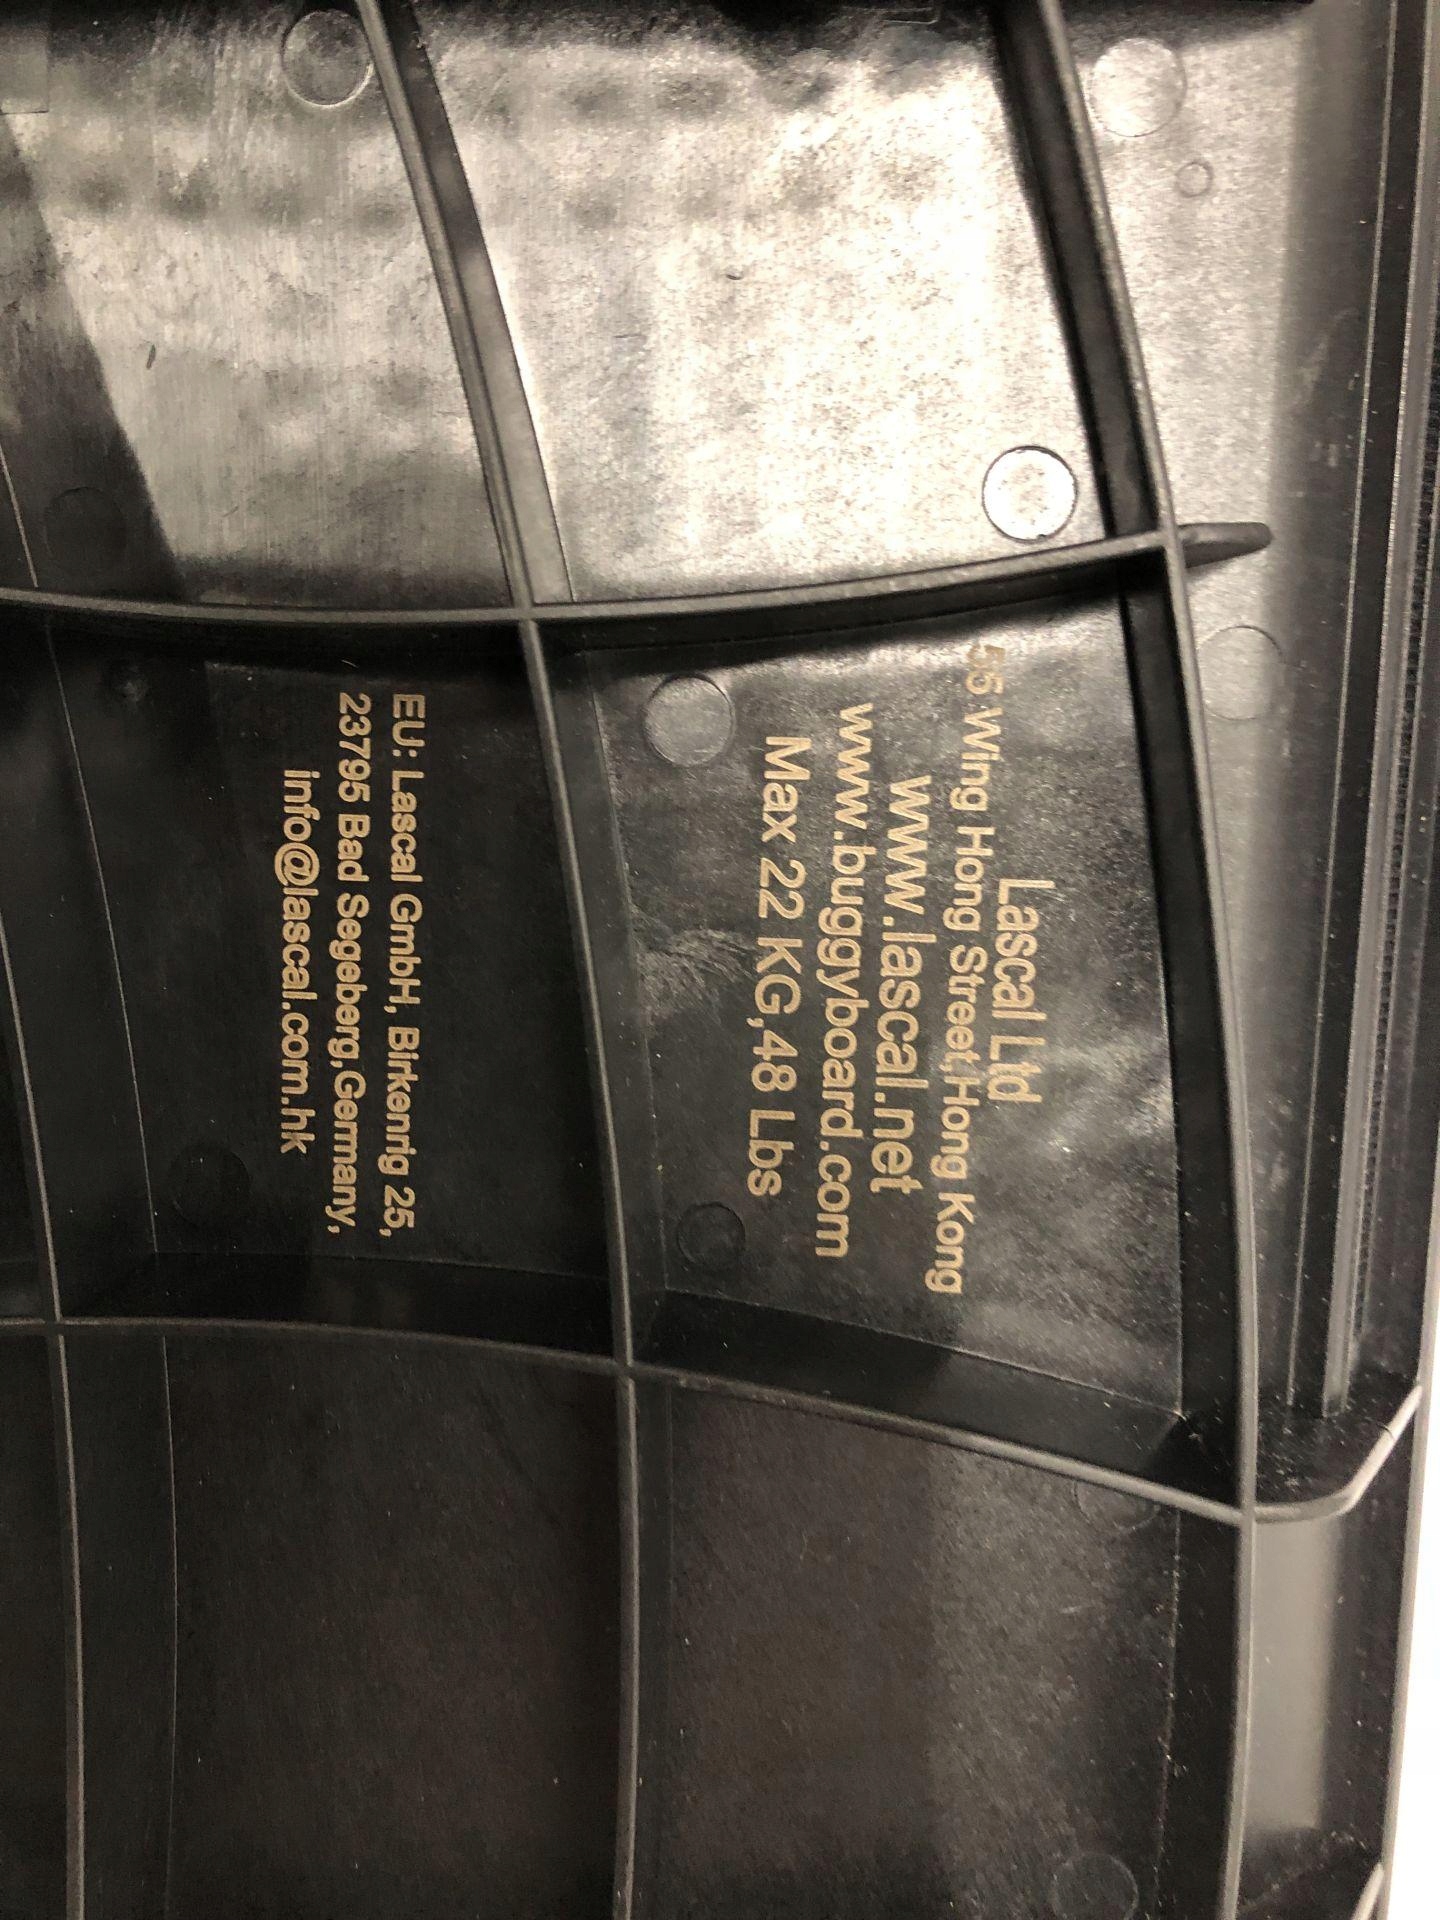 Lascal Ltd
55 Wing Hong Street,Hong Kong
www.lascal.net
www.buggyboard.com
Max 22 KG,48 Lbs
EU: Lascal GmbH, Birkenrig 25,
23795 Bad Segeberg,Germany,
info@lascal.com.hk